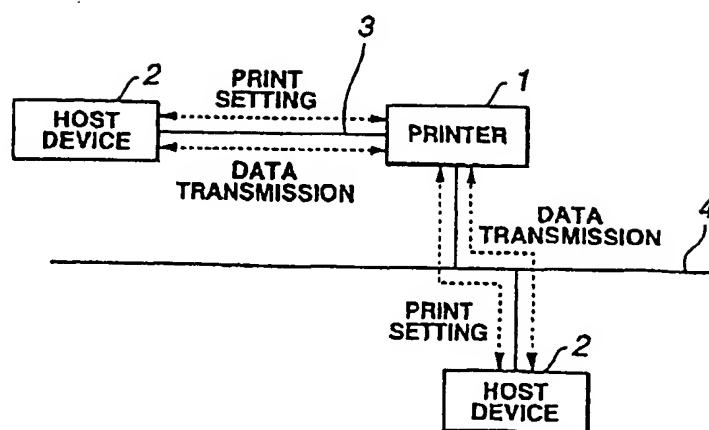 3
2
1
PRINT
SETTING
HOST
DEVICE
PRINTER
DATA
TRANSMISSION
DATA
TRANSMISSION
4
PRINT
SETTING
2
HOST
DEVICE